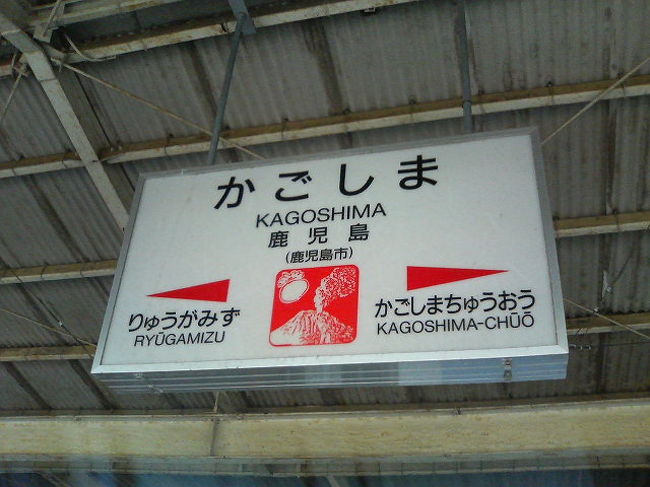 かごしま
KAGOSHIMA
鹿児島
(鹿児島市)
りゅうがみず
RYŪGAMIZU
かごしまちゅうおう
KAGOSHIMA-CHŪŌ